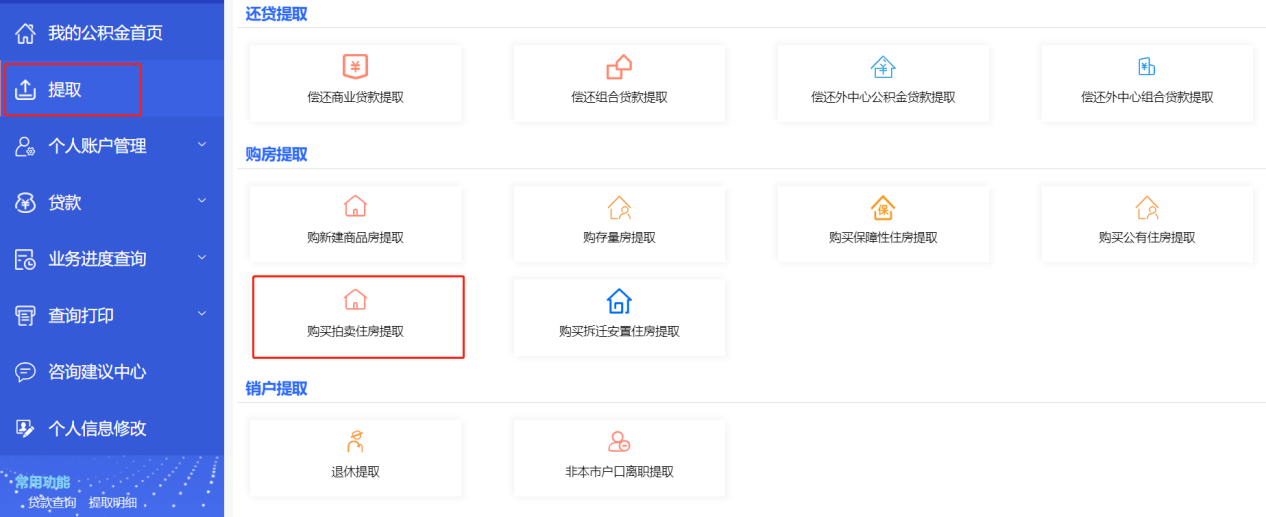 我的公积金首页
提取
个人账户管理
贷款
业务进度查询
查询打印
咨询建议中心
个人信息修改
常用功能
贷款查询 提取明细
还贷提取
偿还商业贷款提取 偿还组合贷款提取 偿还外中心公积金贷款提取 偿还外中心组合贷款提取
购房提取
保
购新建商品房提取 购存量房提取 购买保障性住房提取 购买公有住房提取
购买拍卖住房提取 购买拆迁安置住房提取
销户提取
退休提取 非本市户口离职提取